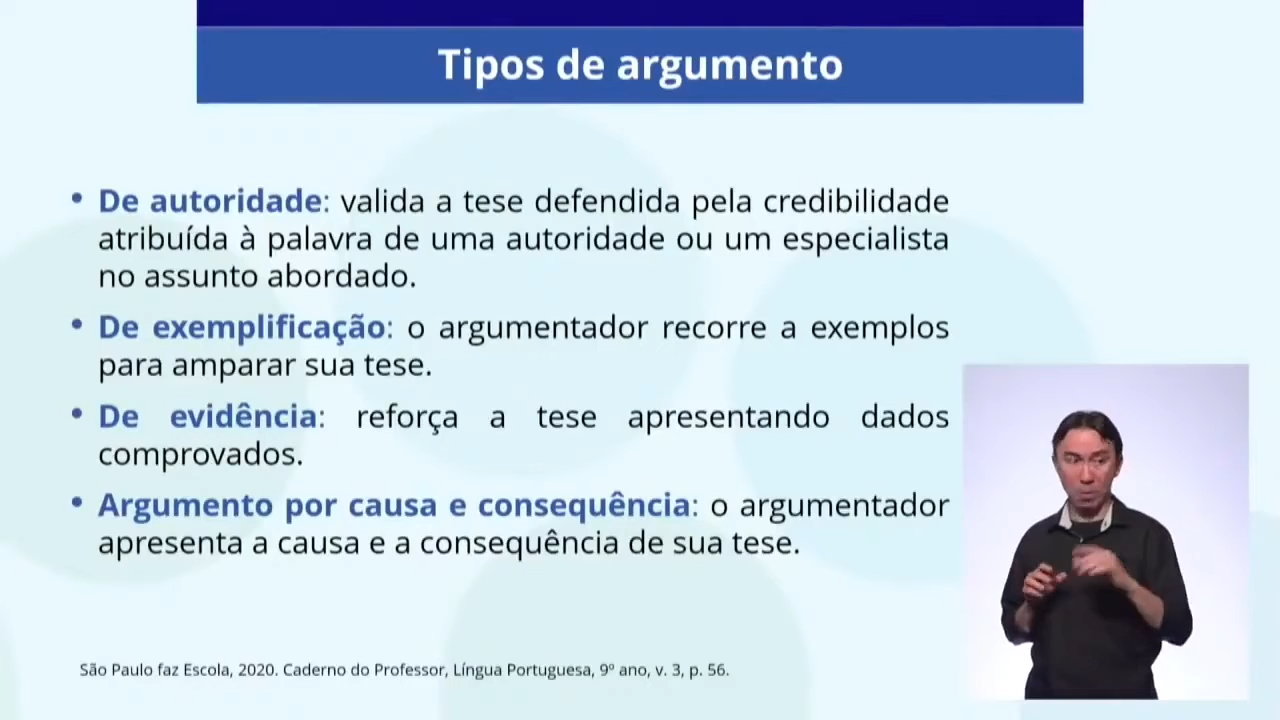 Tipos de argumento
• De autoridade: valida a tese defendida pela credibilidade
atribuída à palavra de uma autoridade ou um especialista
no assunto abordado.
• De exemplificação: o argumentador recorre a exemplos
para amparar sua tese.
• De evidência: reforça a tese apresentando dados
comprovados.
• Argumento por causa e consequência: o argumentador
apresenta a causa e a consequência de sua tese.
São Paulo faz Escola, 2020. Caderno do Professor, Língua Portuguesa, 9º ano, v. 3, p. 56.